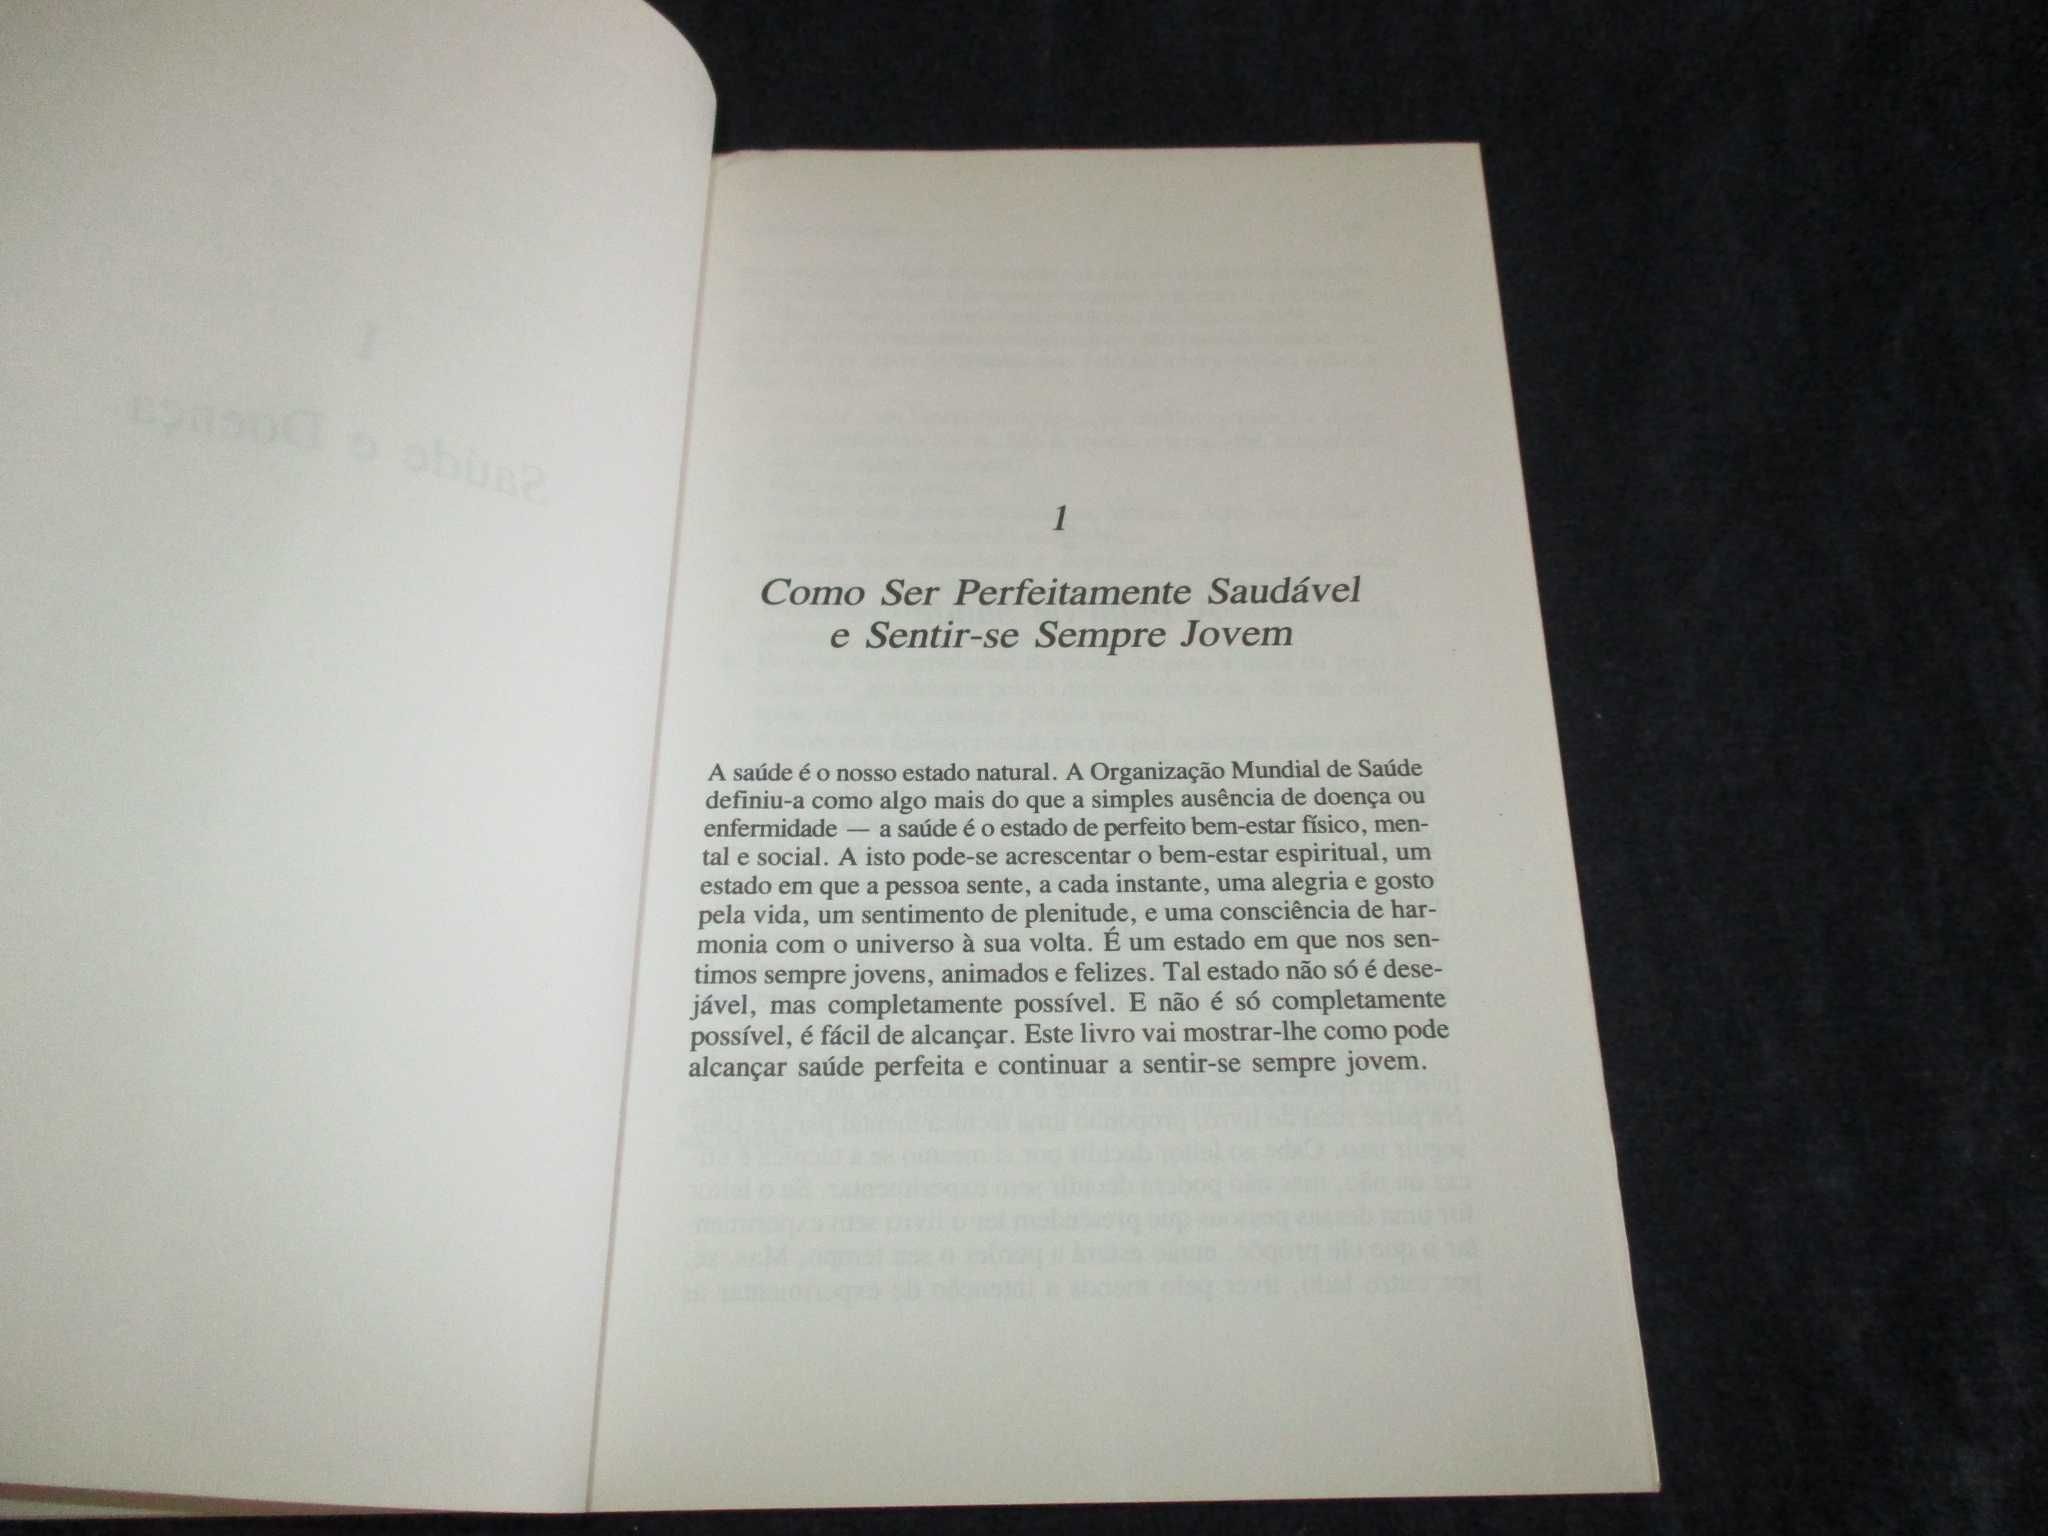 I
Saúde e Doença
1
Como Ser Perfeitamente Saudável
e Sentir-se Sempre Jovem
A saúde é o nosso estado natural. A Organização Mundial de Saúde
definiu-a como algo mais do que a simples ausência de doença ou
enfermidade — a saúde é o estado de perfeito bem-estar físico, men-
tal e social. A isto pode-se acrescentar o bem-estar espiritual, um
estado em que a pessoa sente, a cada instante, uma alegria e gosto
pela vida, um sentimento de plenitude, e uma consciência de har-
monia com o universo à sua volta. É um estado em que nos sen-
timos sempre jovens, animados e felizes. Tal estado não só é dese-
jável, mas completamente possível. E não é só completamente
possível, é fácil de alcançar. Este livro vai mostrar-lhe como pode
alcançar saúde perfeita e continuar a sentir-se sempre jovem.